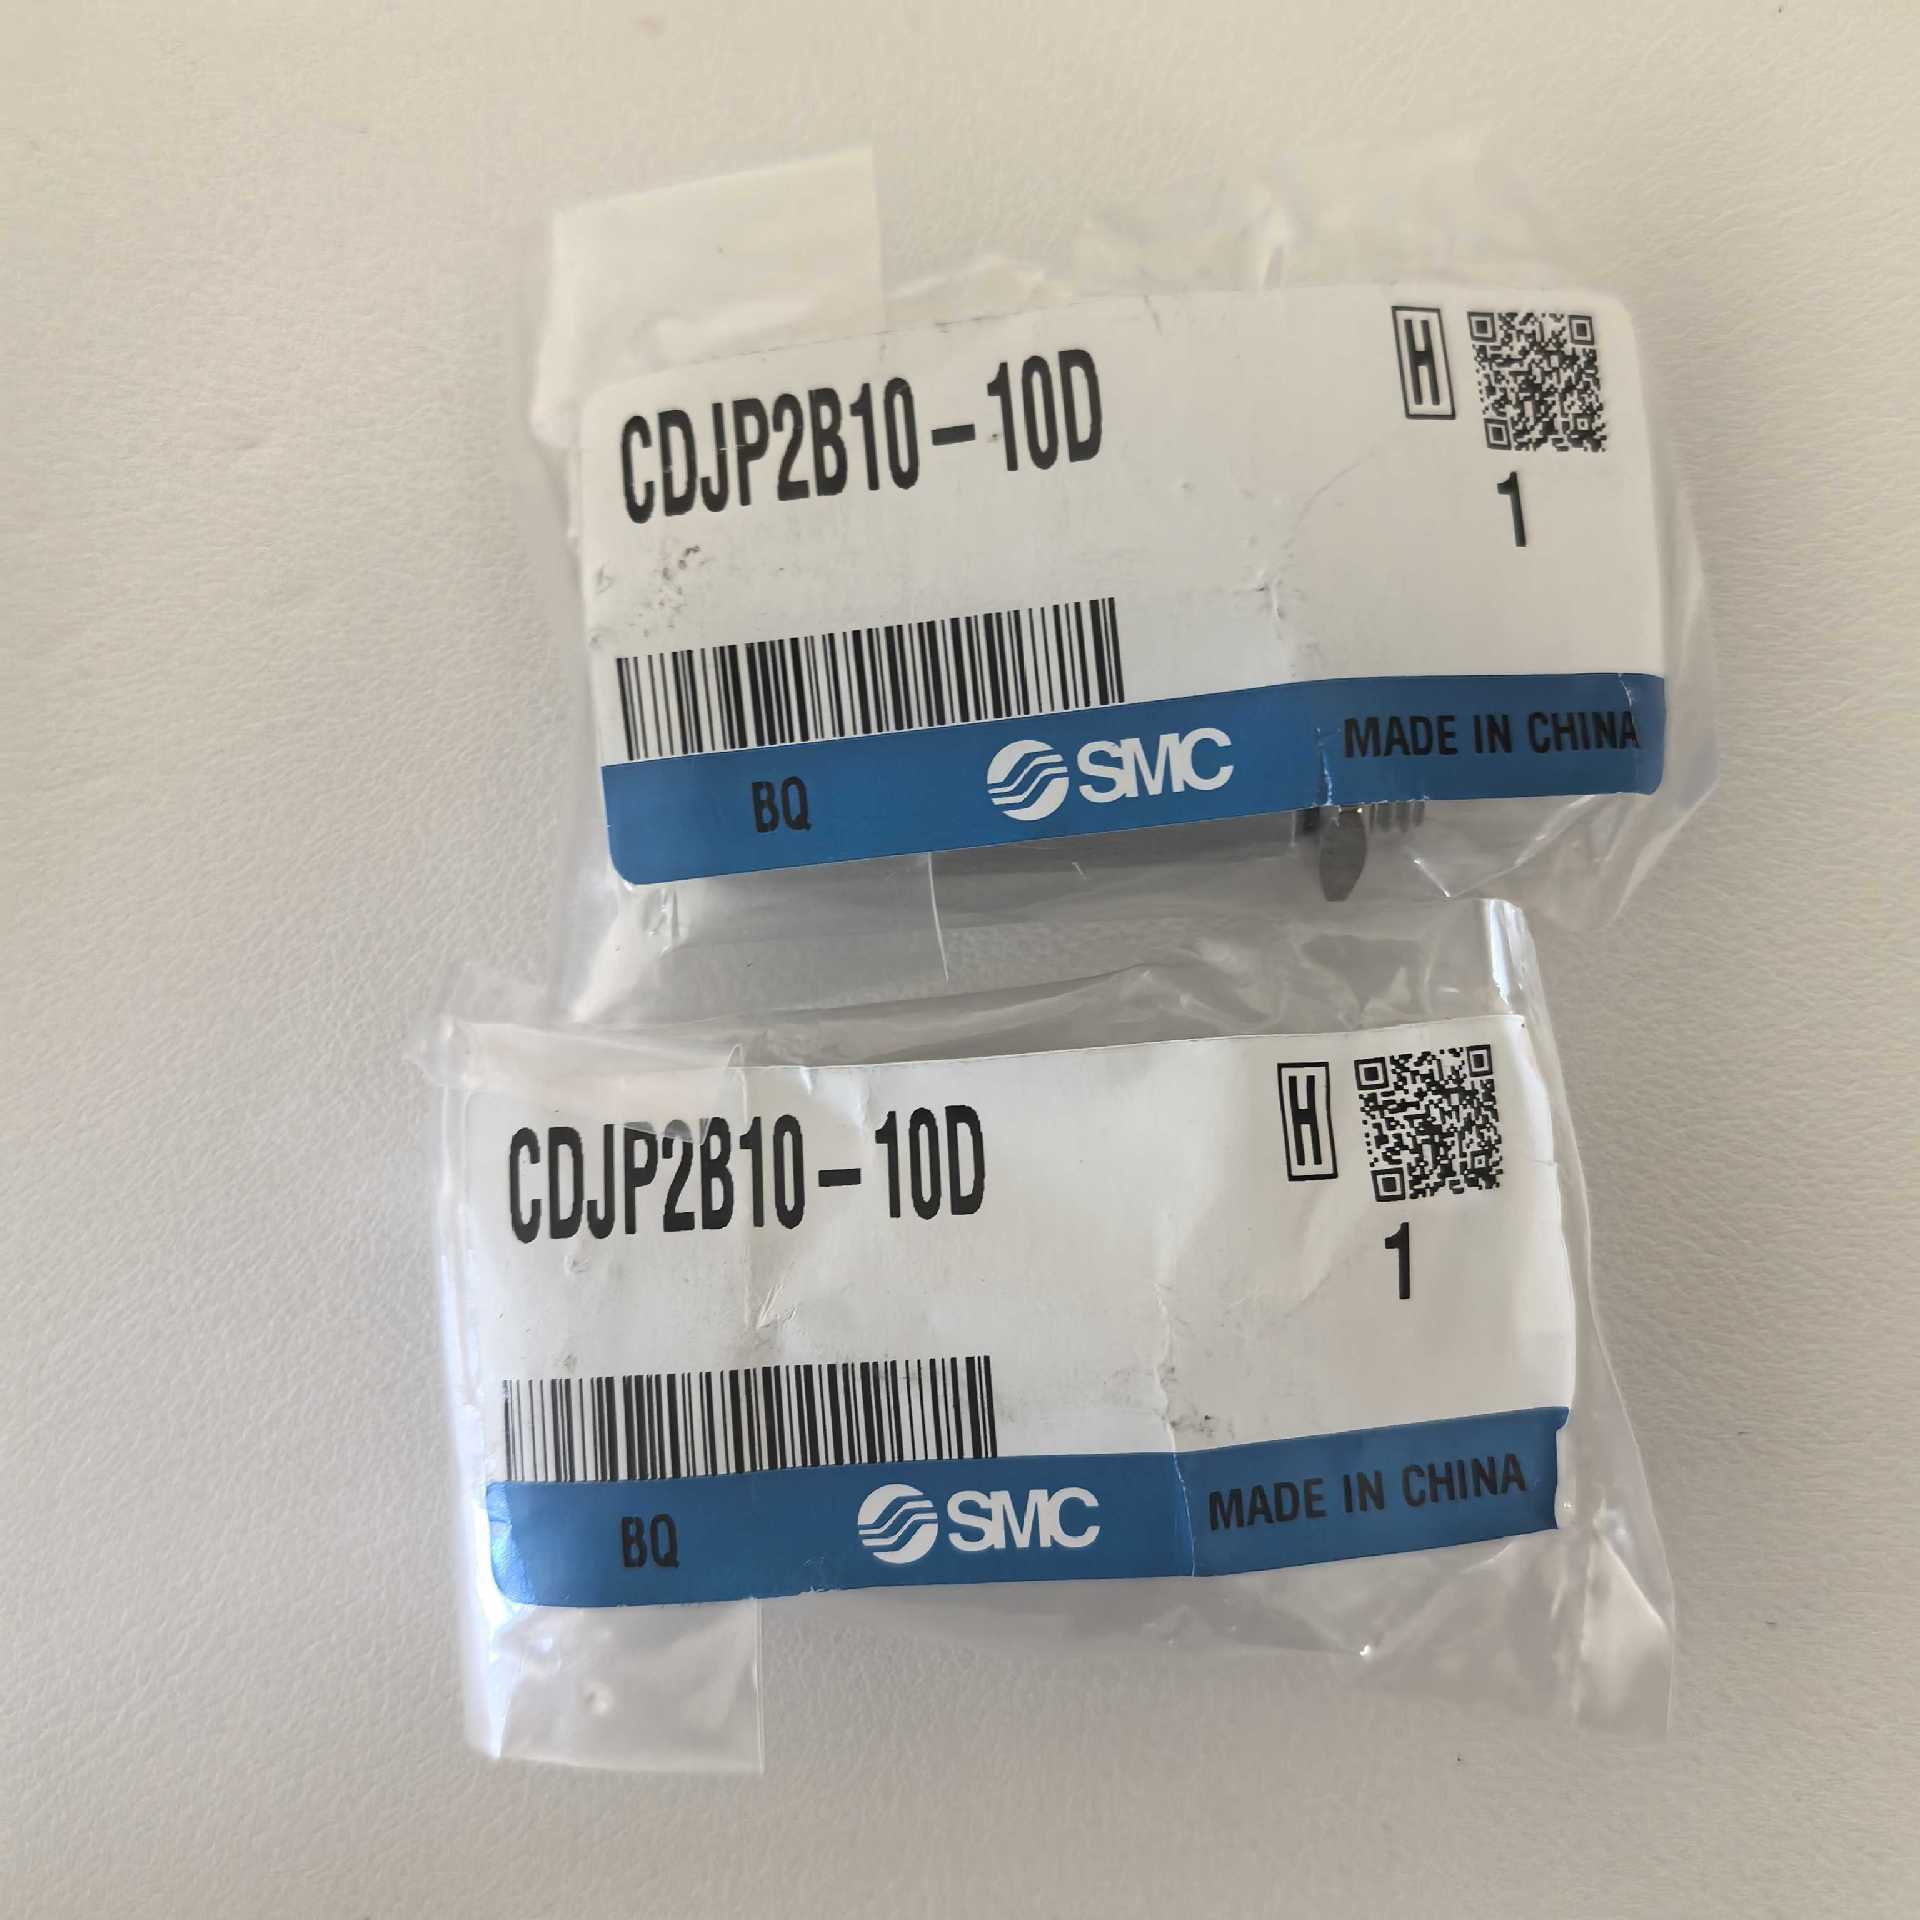 CDJP2B10-10D
H
1
BQ
SMC
MADE IN CHINA
CDJP2B10-10D
H
1
BQ
SMC
MADE IN CHINA